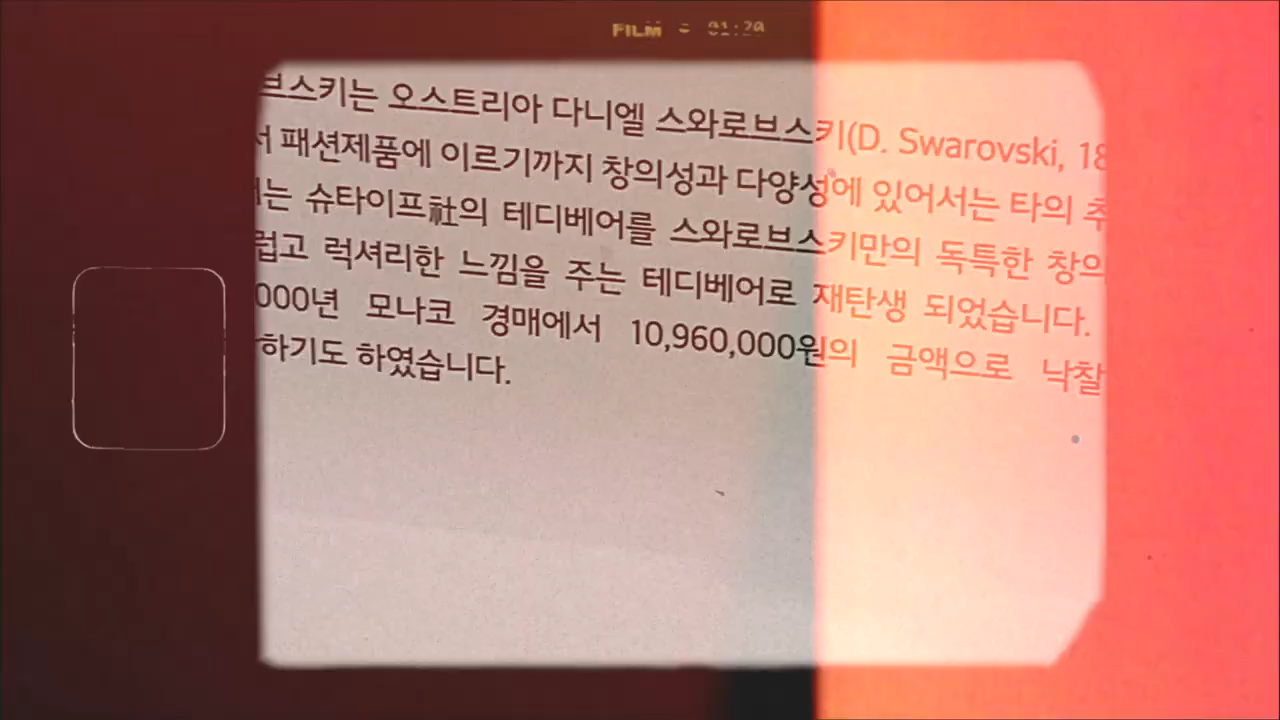 FILM - 01:20
브스키는 오스트리아 다니엘 스와로브스키(D. Swarovski, 18
패션제품에 이르기까지 창의성과 다양성에 있어서는 타의 추
는 슈타이프社의 테디베어를 스와로브스키만의 독특한 창의
럽고 럭셔리한 느낌을 주는 테디베어로 재탄생 되었습니다.
000년 모나코 경매에서 10,960,000원의 금액으로 낙찰
하기도 하였습니다.